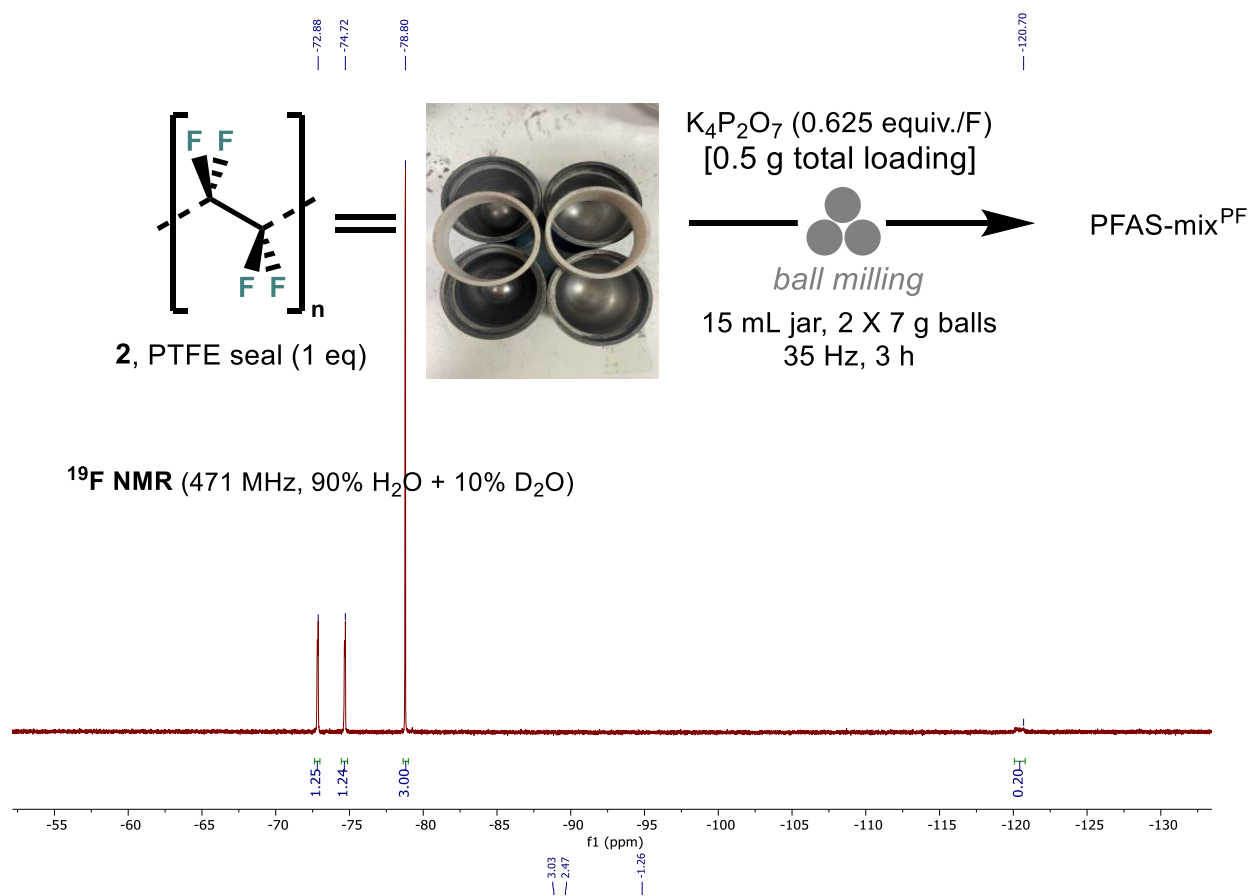 -72.88
-74.72
-78.80
-120.70
F F
F F
n
2, PTFE seal (1 eq)
K4P2O7 (0.625 equiv./F)
[0.5 g total loading]
ball milling
15 mL jar, 2 X 7 g balls
35 Hz, 3 h
PFAS-mixPF
19F NMR (471 MHz, 90% H2O + 10% D2O)
1.25
1.24
3.00
0.20
-55 -60 -65 -70 -75 -80 -85 -90 -95 -100 -105 -110 -115 -120 -125 -130
f1 (ppm)
3.03
2.47
-1.26